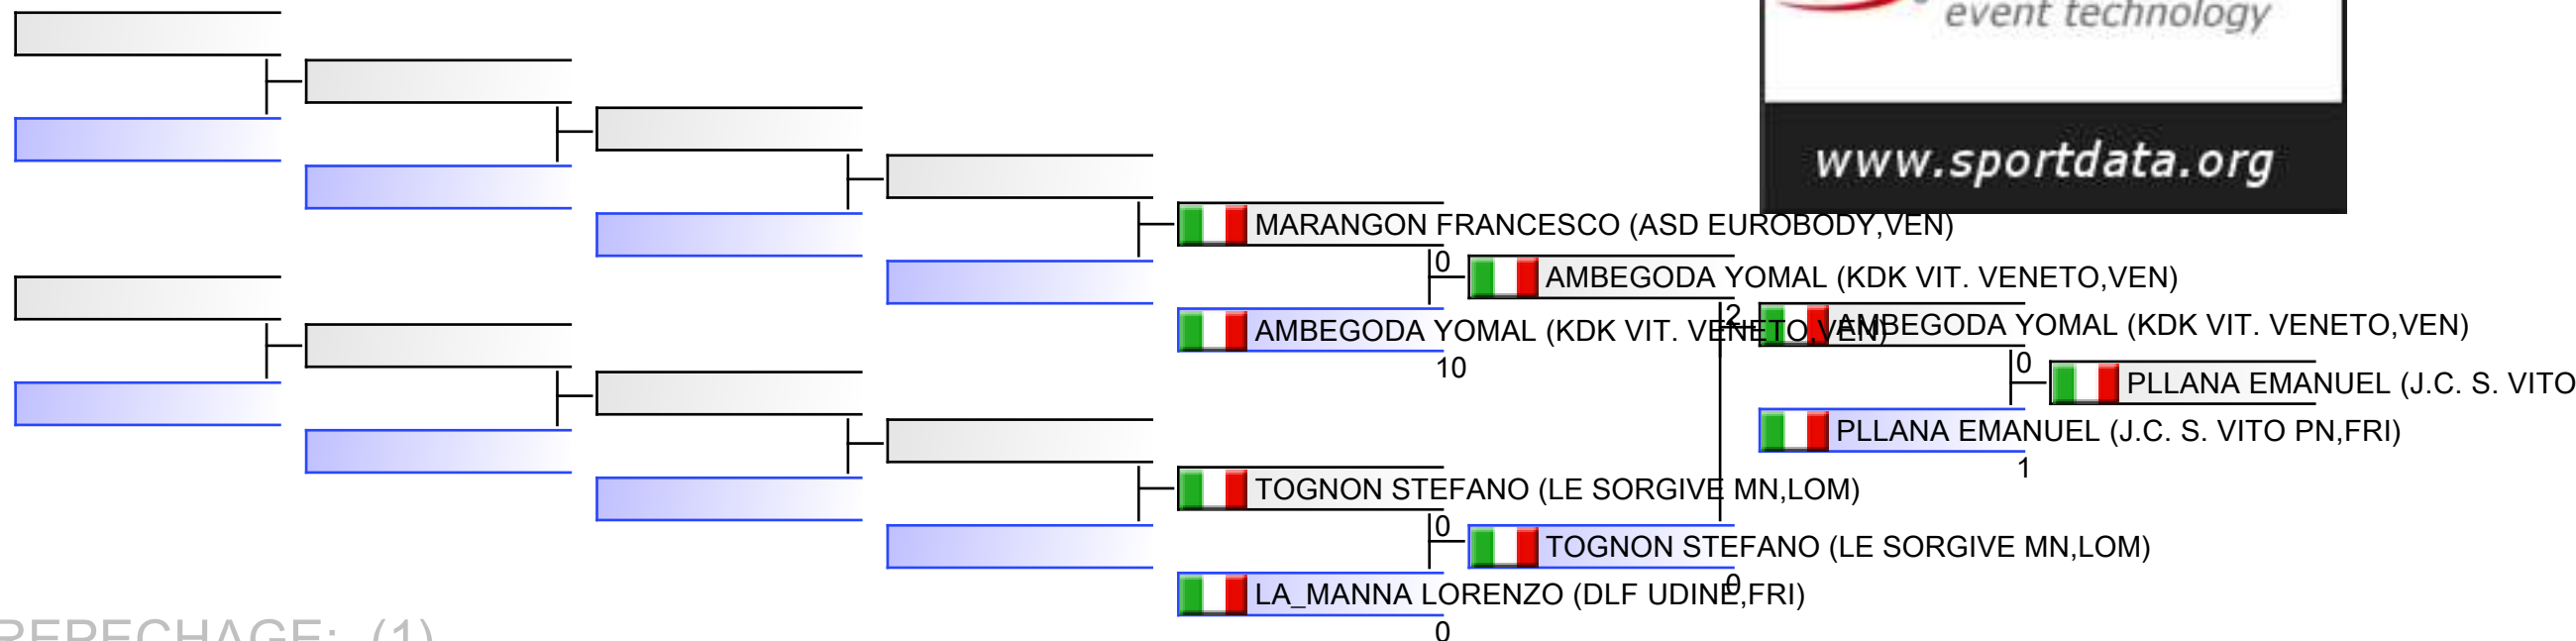 event technology
www.sportdata.org
MARANGON FRANCESCO (ASD EUROBODY,VEN)
0
AMBEGODA YOMAL (KDK VIT. VENETO,VEN)
2
AMBEGODA YOMAL (KDK VIT. VENETO,VEN)
AMBEGODA YOMAL (KDK VIT. VENETO,VEN)
10
0
PLLANA EMANUEL (J.C. S. VITO
PLLANA EMANUEL (J.C. S. VITO PN,FRI)
1
TOGNON STEFANO (LE SORGIVE MN,LOM)
0
TOGNON STEFANO (LE SORGIVE MN,LOM)
0
LA_MANNA LORENZO (DLF UDINE,FRI)
0
REPECHAGE: (1)